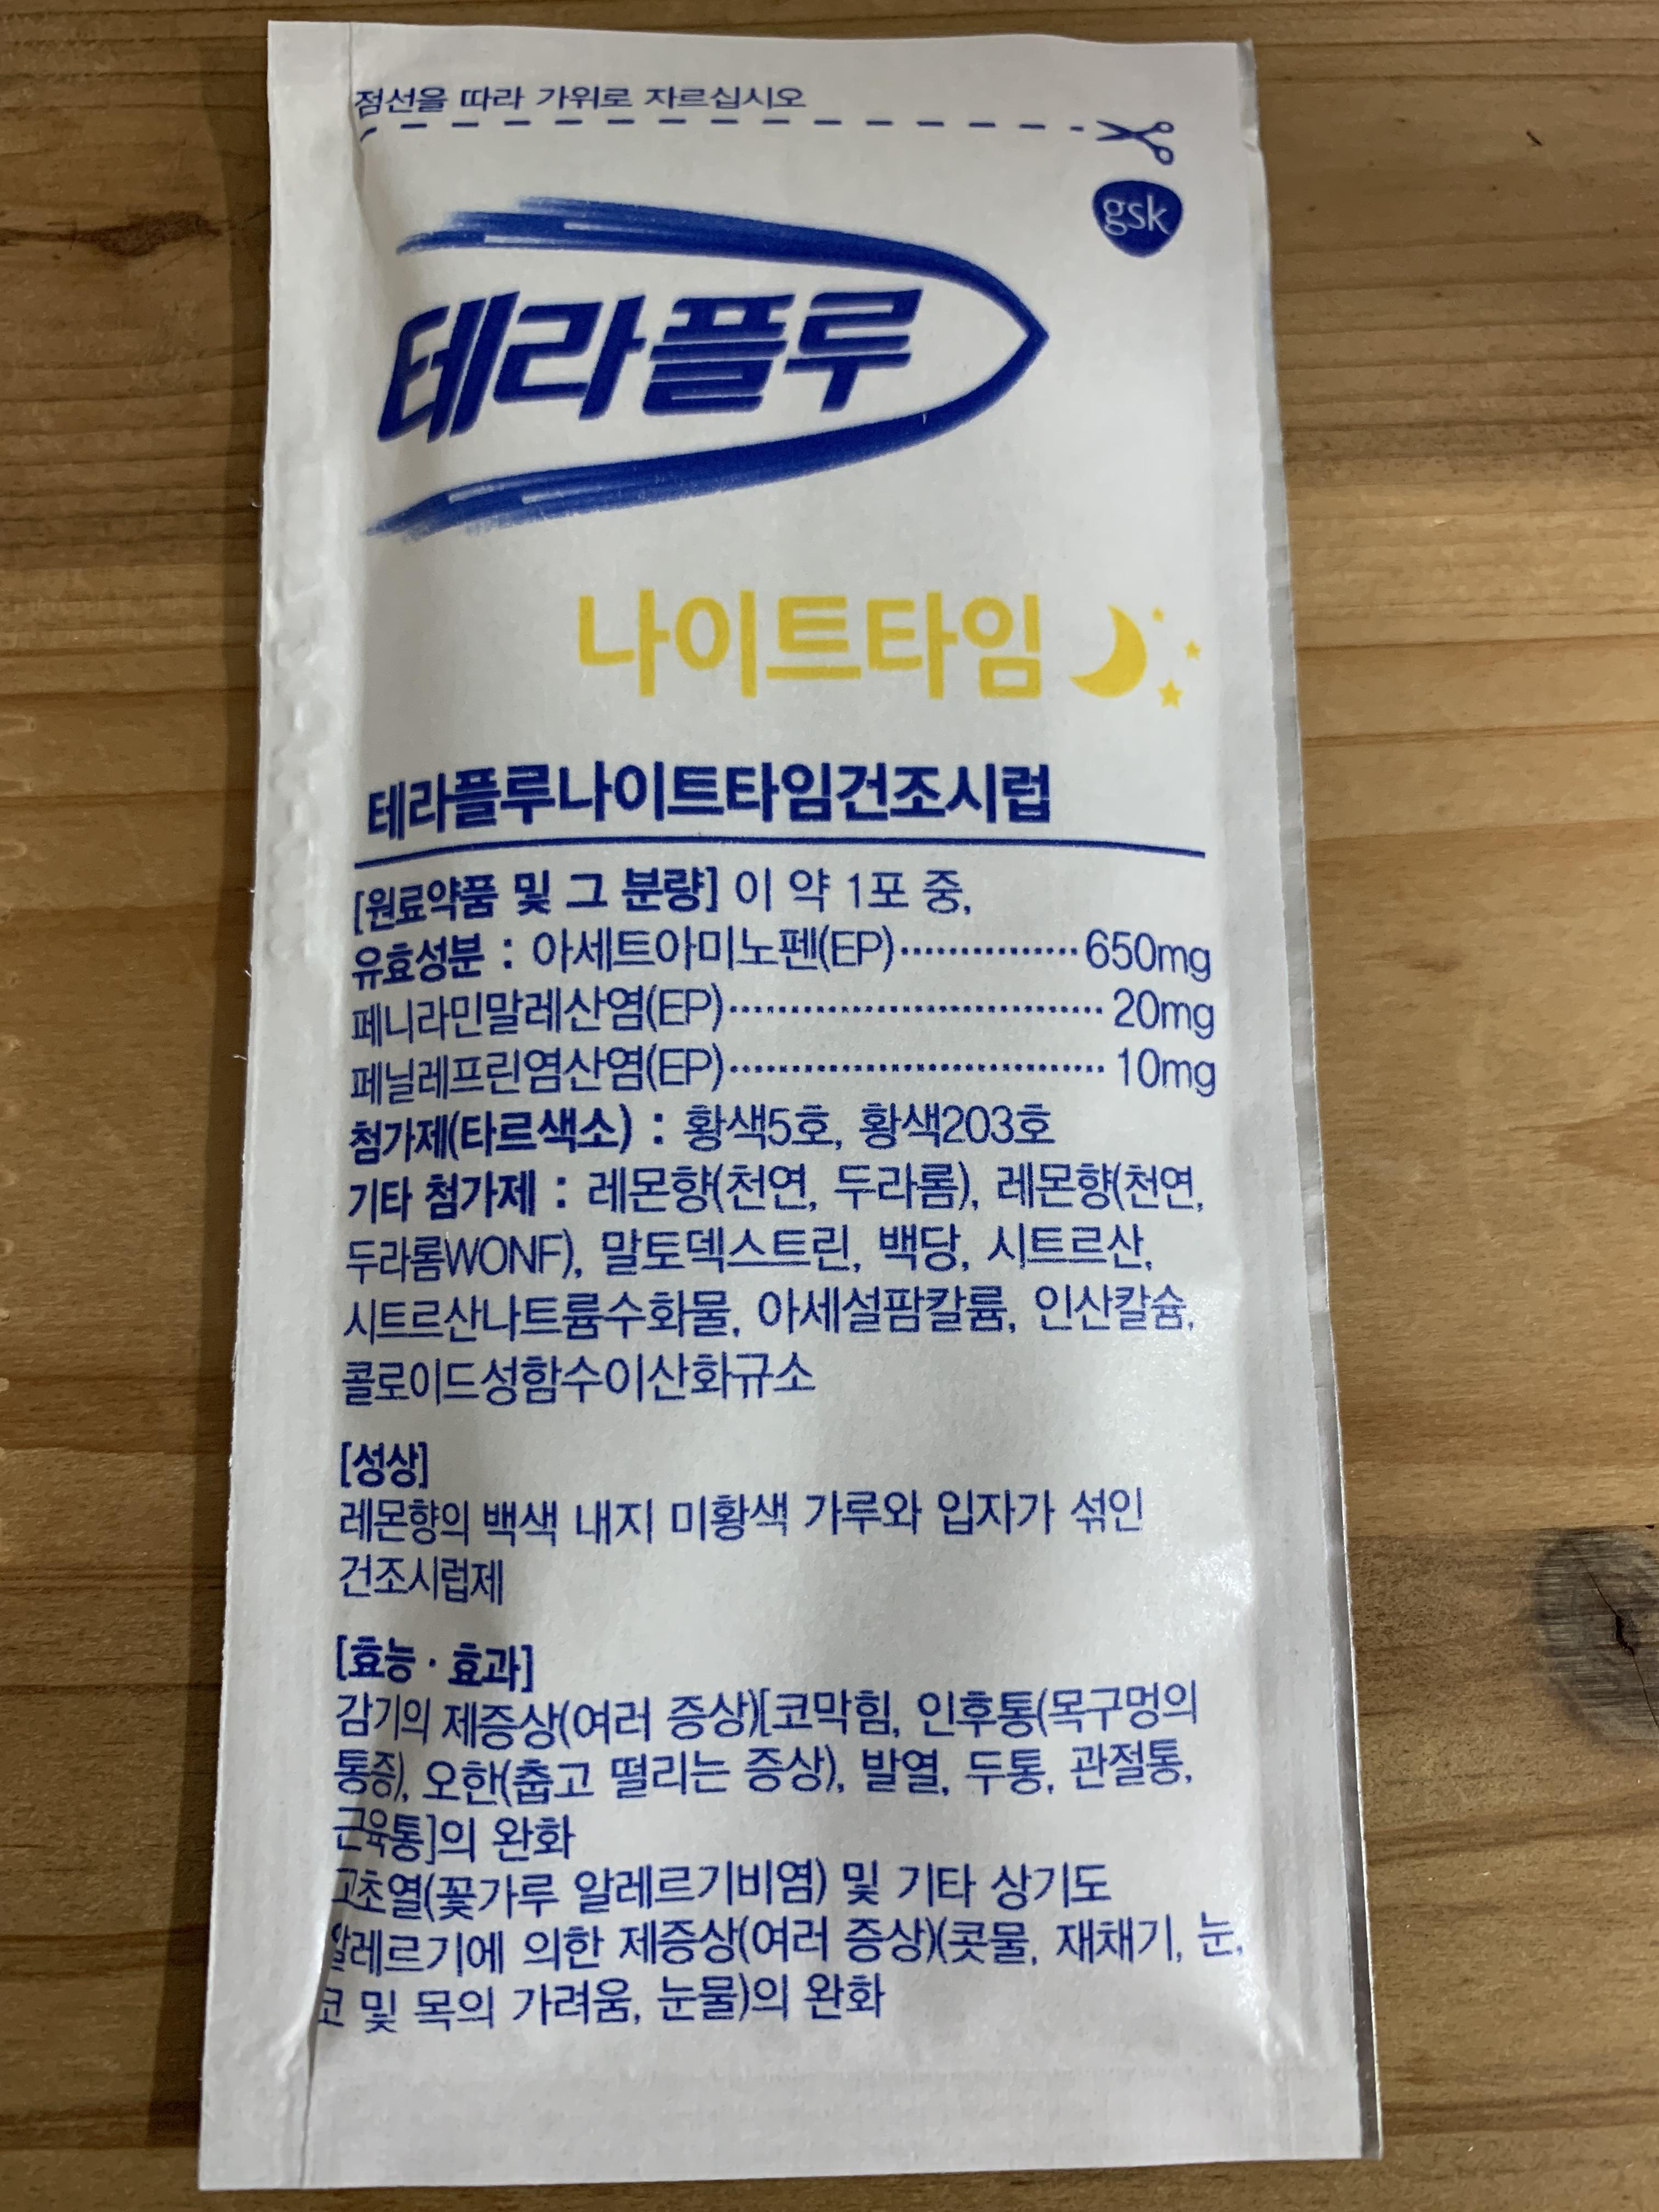 점선을 따라 가위로 자르십시오
gsk
테라플루
나이트타임
테라플루나이트타임건조시럽
[원료약품 및 그 분량] 이 약 1포 중,
유효성분 : 아세트아미노펜(EP)··············· 650mg
페니라민말레산염(EP)································ 20mg
페닐레프린염산염(EP)································ 10mg
첨가제(타르색소) : 황색5호, 황색203호
기타 첨가제 : 레몬향(천연, 두라롬), 레몬향(천연,
두라롬WONF), 말토덱스트린, 백당, 시트르산,
시트르산나트륨수화물, 아세설팜칼륨, 인산칼슘,
콜로이드성함수이산화규소
[성상]
레몬향의 백색 내지 미황색 가루와 입자가 섞인
건조시럽제
[효능·효과]
감기의 제증상(여러 증상)[코막힘, 인후통(목구멍의
통증), 오한(춥고 떨리는 증상), 발열, 두통, 관절통,
근육통]의 완화
고초열(꽃가루 알레르기비염) 및 기타 상기도
알레르기에 의한 제증상(여러 증상)(콧물, 재채기, 눈,
코 및 목의 가려움, 눈물)의 완화